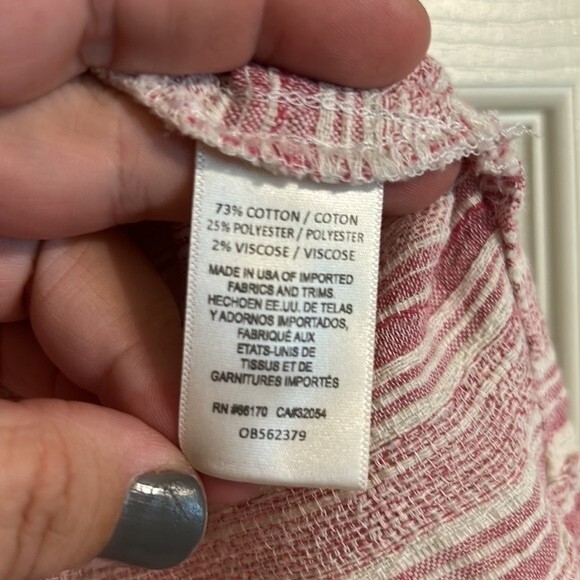 73% COTTON / COTON
25% POLYESTER / POLYESTER
2% VISCOSE / VISCOSE
MADE IN USA OF IMPORTED
FABRICS AND TRIMS.
HECHOEN EE.UU. DE TELAS
Y ADORNOS IMPORTADOS,
FABRIQUÉ AUX
ETATS-UNIS DE
TISSUS ET DE
GARNITURES IMPORTÉS
RN #66170 CA#32054
OB562379